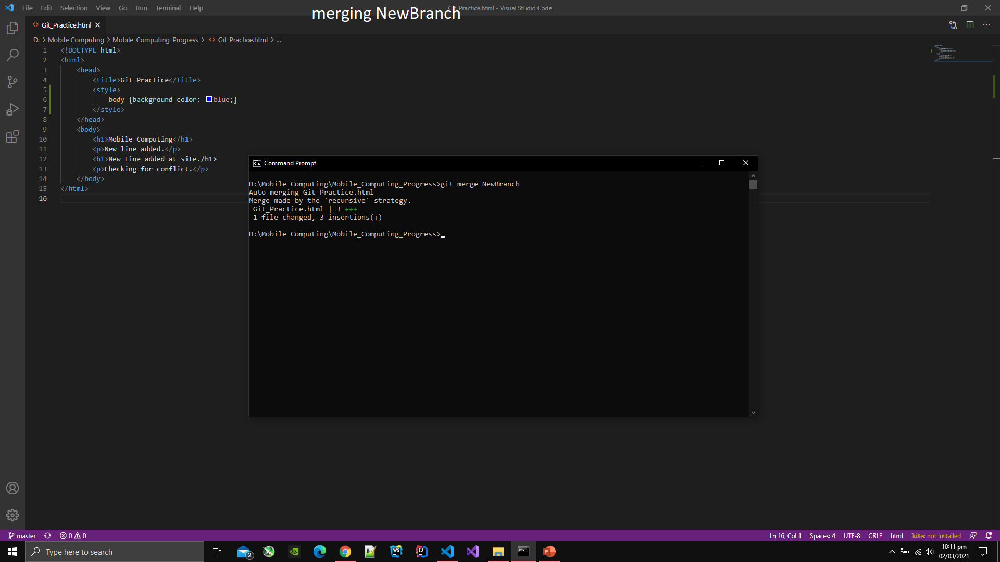 File Edit Selection View Go Run Terminal Help
merging NewBranch
Git_Practice.html - Visual Studio Code
Git_Practice.html
D: > Mobile Computing > Mobile_Computing_Progress > Git_Practice.html > ...
1 <!DOCTYPE html>
2 <html>
3 <head>
4 <title>Git Practice</title>
5 <style>
6 body {background-color: blue;}
7 </style>
8 </head>
9 <body>
10 <h1>Mobile Computing</h1>
11 <p>New line added.</p>
12 <h1>New Line added at site./h1>
13 <p>Checking for conflict.</p>
14 </body>
15 </html>
16
Command Prompt
D:\Mobile Computing\Mobile_Computing_Progress>git merge NewBranch
Auto-merging Git_Practice.html
Merge made by the 'recursive' strategy.
Git_Practice.html | 3 +++
1 file changed, 3 insertions(+)
D:\Mobile Computing\Mobile_Computing_Progress>
master 0 0
Ln 16, Col 1 Spaces: 4 UTF-8 CRLF html kite: not installed
Type here to search
2
WS
IJ
10:11 pm
02/03/2021